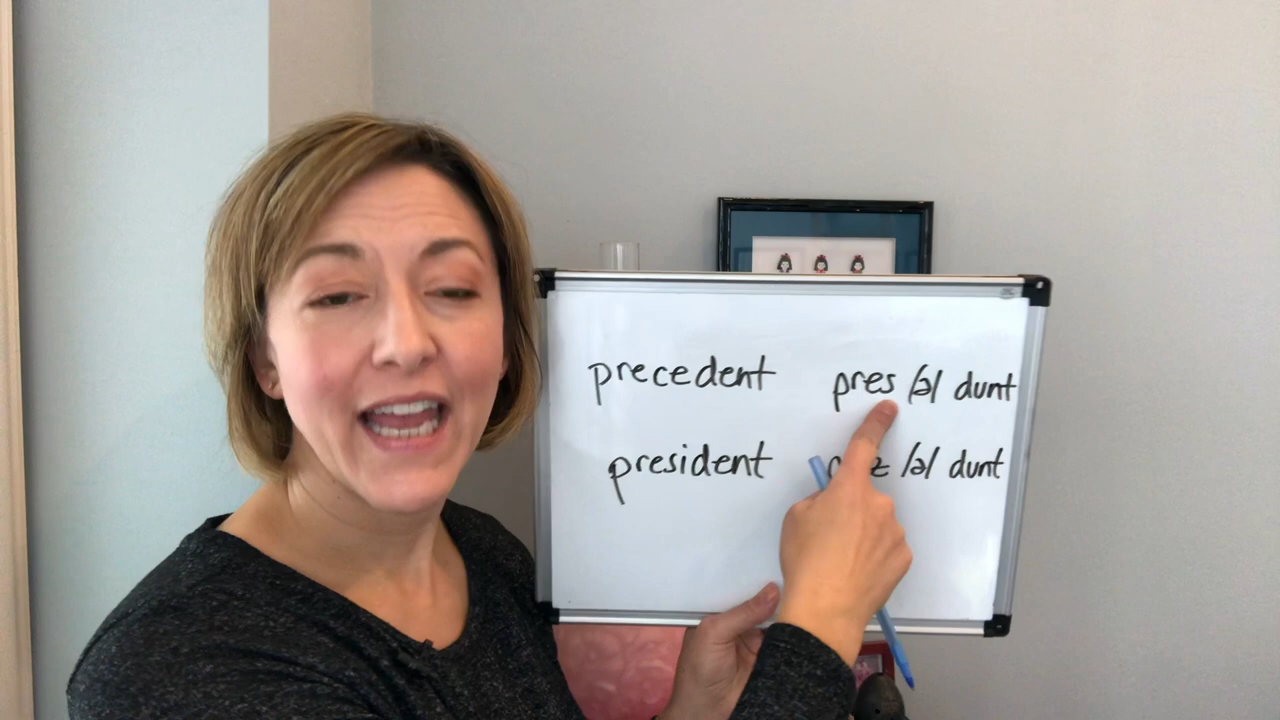 precedent pres /ə/ dunt
president /ə/ dunt